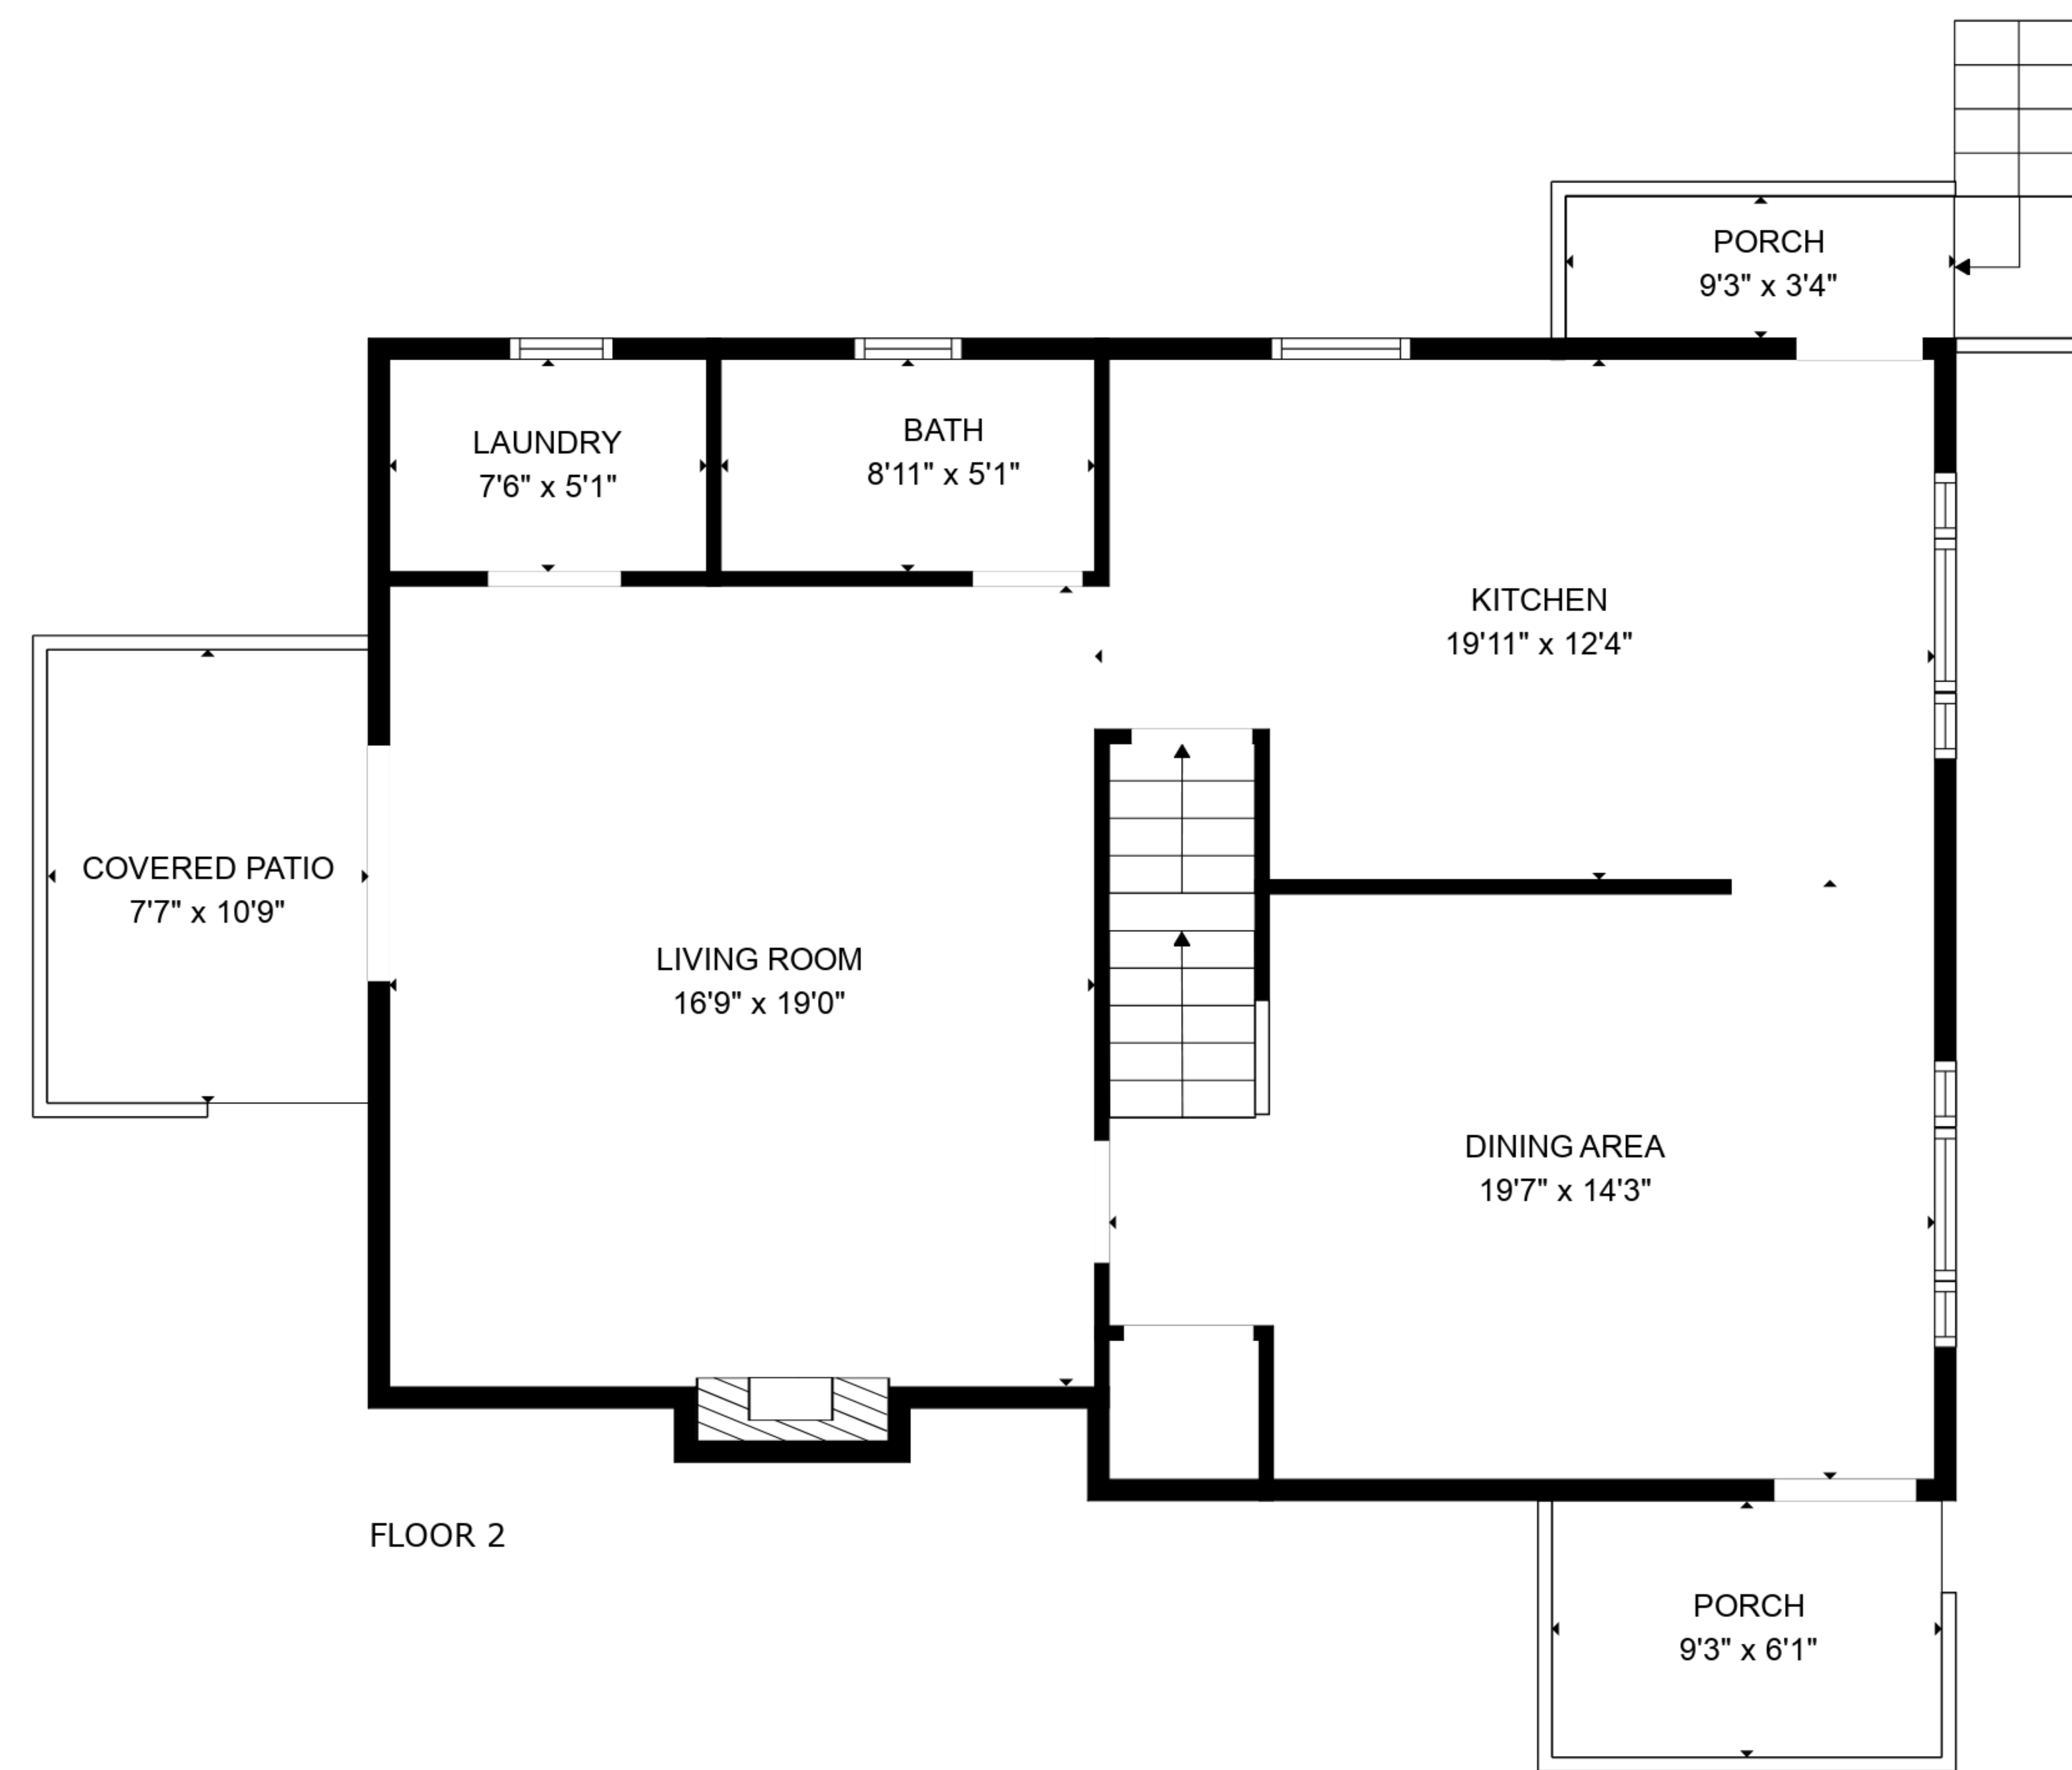 PORCH
9'3" x 3'4"
LAUNDRY
7'6" x 5'1"
BATH
8'11" x 5'1"
KITCHEN
19'11" x 12'4"
COVERED PATIO
7'7" x 10'9"
LIVING ROOM
16'9" x 19'0"
DINING AREA
19'7" x 14'3"
FLOOR 2
PORCH
9'3" x 6'1"